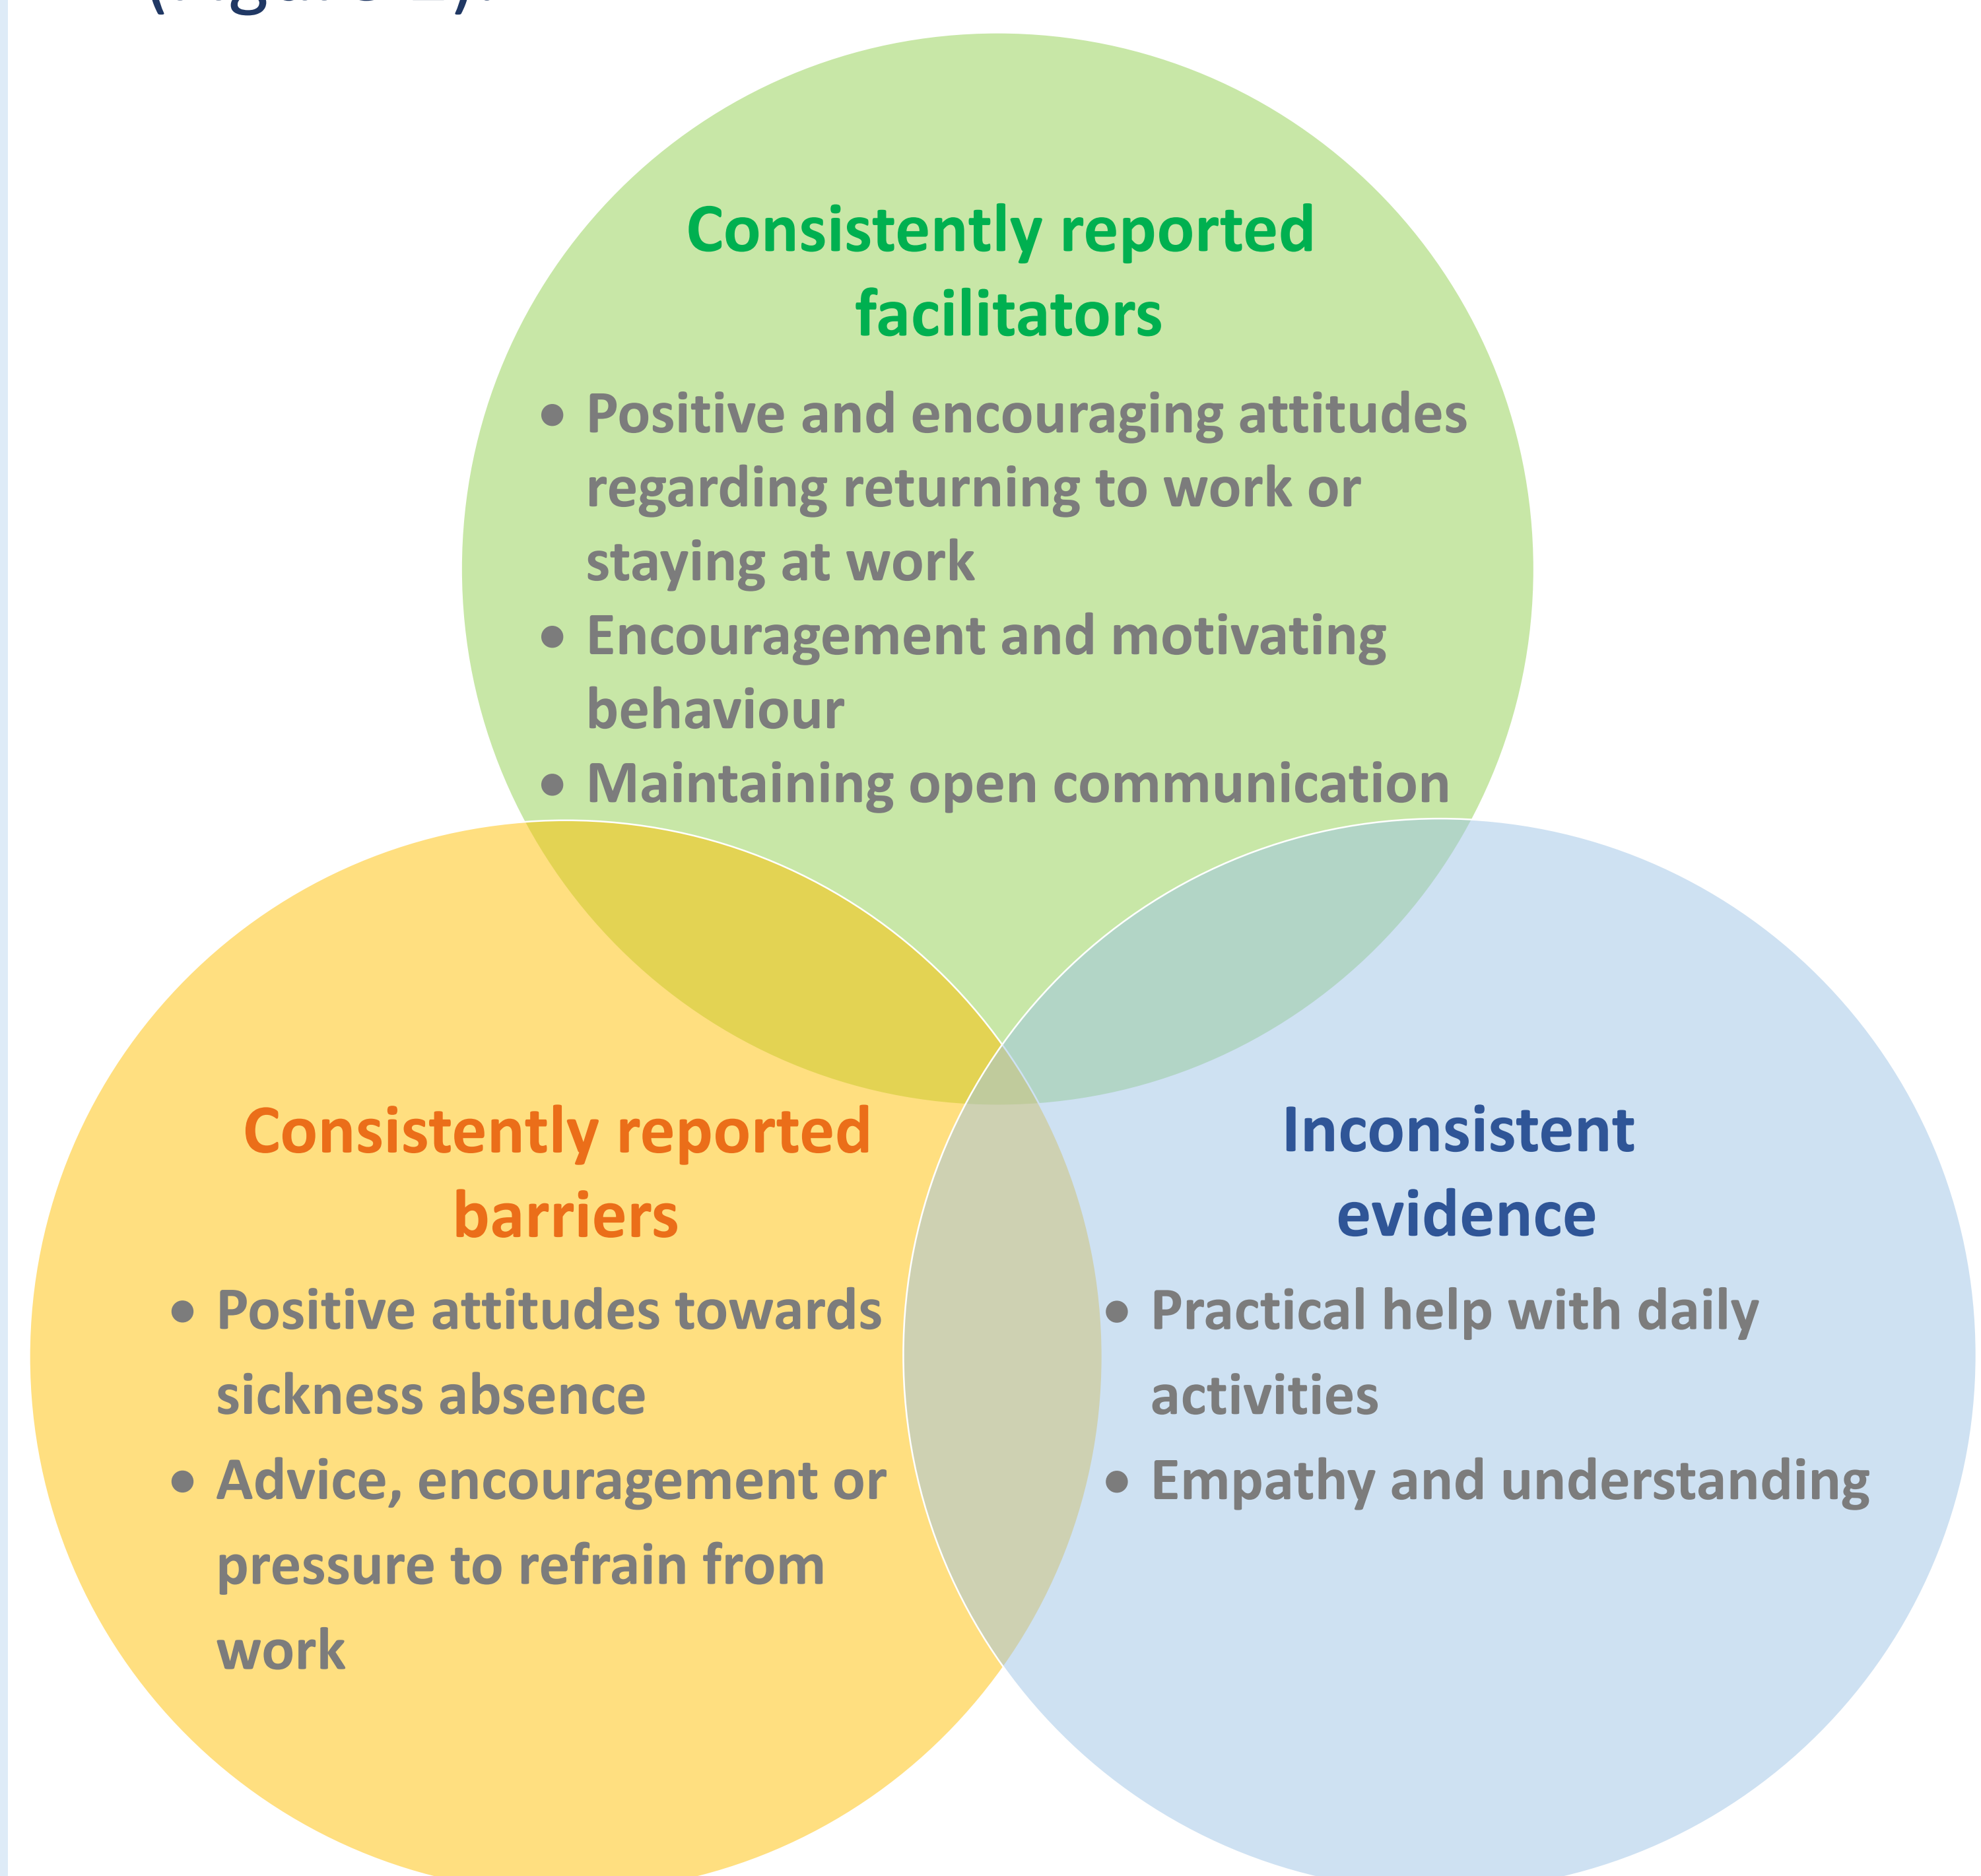 Consistently reported
facilitators
• Positive and encouraging attitudes
regarding returning to work or
staying at work
• Encouragement and motivating
behaviour
• Maintaining open communication
Consistently reported
barriers
• Positive attitudes towards
sickness absence
• Advice, encouragement or
pressure to refrain from
work
Inconsistent
evidence
• Practical help with daily
activities
• Empathy and understanding